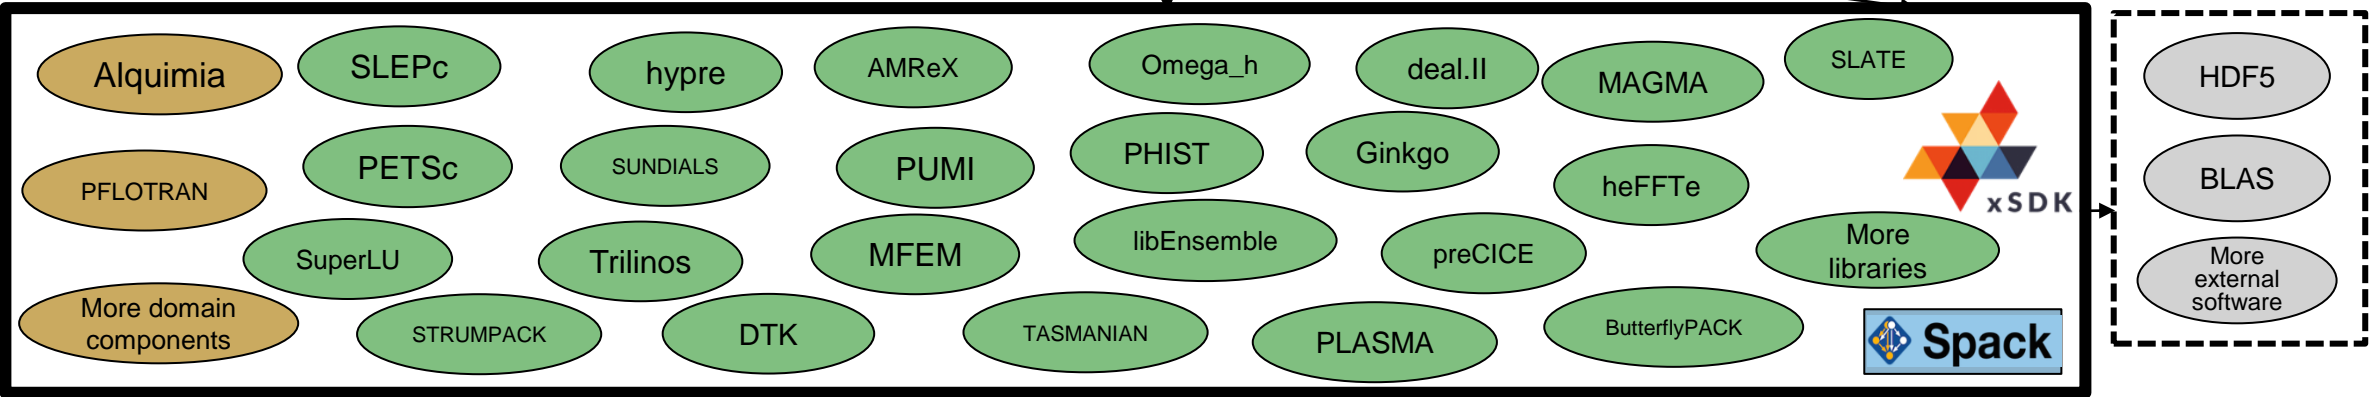 Alquimia
SLEPc
hypre
AMReX
Omega_h
deal.II
MAGMA
SLATE
PFLOTRAN
PETSc
SUNDIALS
PUMI
PHIST
Ginkgo
heFFTe
xSDK
SuperLU
Trilinos
MFEM
libEnsemble
preCICE
More
libraries
More domain
components
STRUMPACK
DTK
TASMANIAN
PLASMA
ButterflyPACK
Spack
HDF5
BLAS
More
external
software